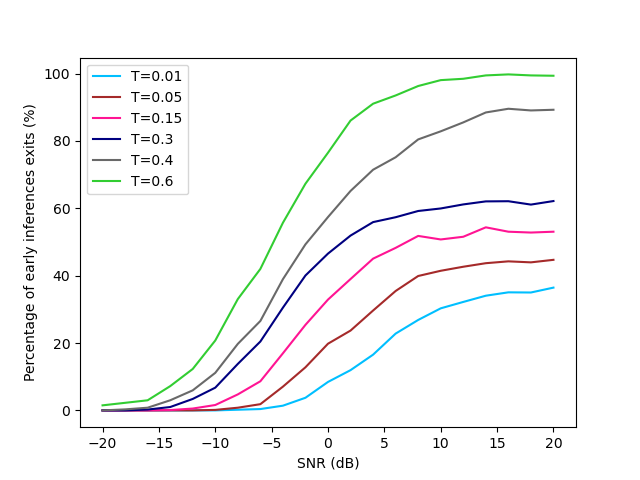 T=0.01
T=0.05
T=0.15
T=0.3
T=0.4
T=0.6
Percentage of early inferences exits (%)
100
80
60
40
20
0
−20 −15 −10 −5 0 5 10 15 20
SNR (dB)